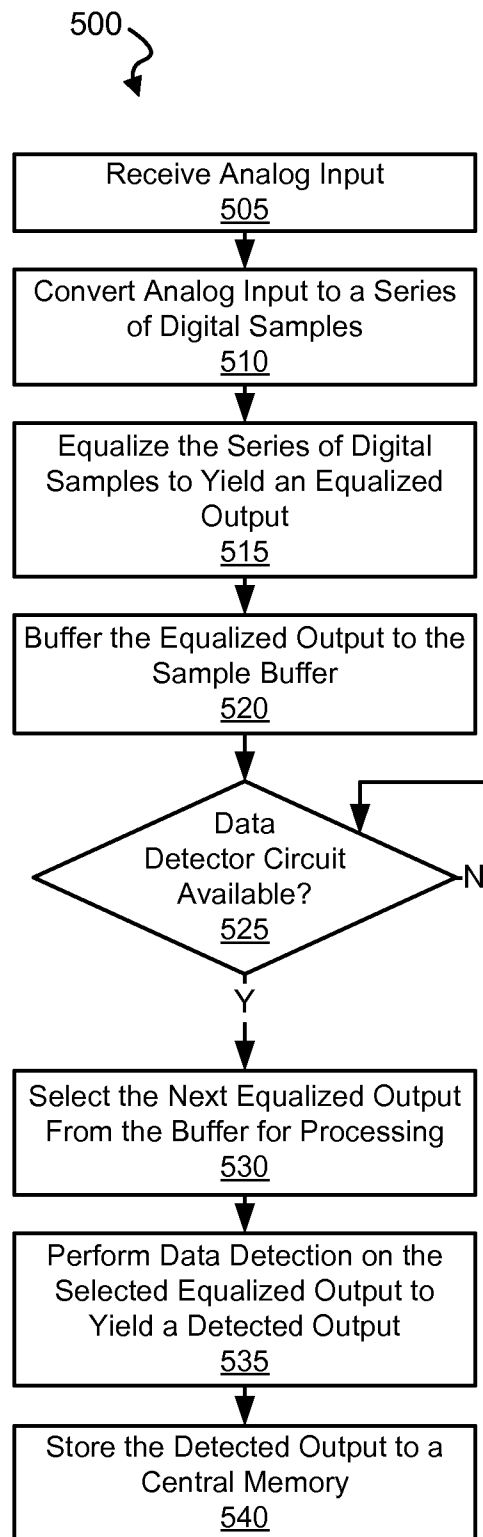 500
Receive Analog Input
505
Convert Analog Input to a Series
of Digital Samples
510
Equalize the Series of Digital
Samples to Yield an Equalized
Output
515
Buffer the Equalized Output to the
Sample Buffer
520
Data
Detector Circuit
Available?
525
N
Y
Select the Next Equalized Output
From the Buffer for Processing
530
Perform Data Detection on the
Selected Equalized Output to
Yield a Detected Output
535
Store the Detected Output to a
Central Memory
540